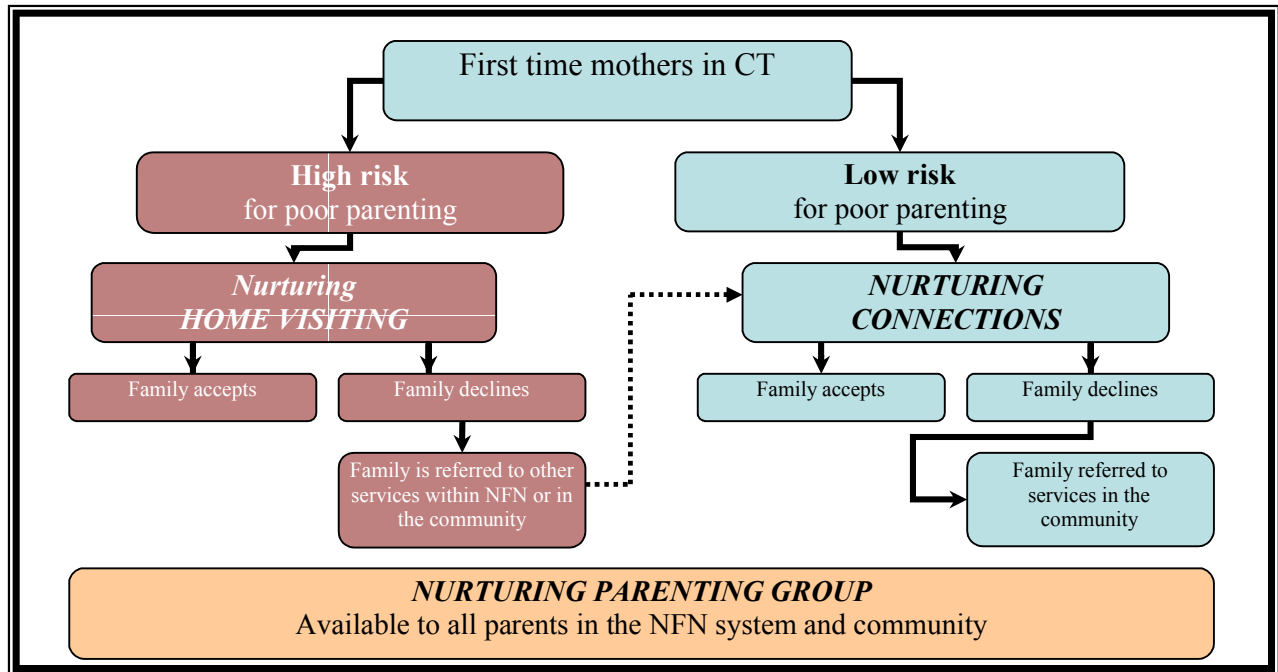 First time mothers in CT
High risk
for poor parenting
Low risk
for poor parenting
Nurturing
HOME VISITING
NURTURING
CONNECTIONS
Family accepts
Family declines
Family accepts
Family declines
Family is referred to other
services within NFN or in
the community
Family referred to
services in the
community
NURTURING PARENTING GROUP
Available to all parents in the NFN system and community